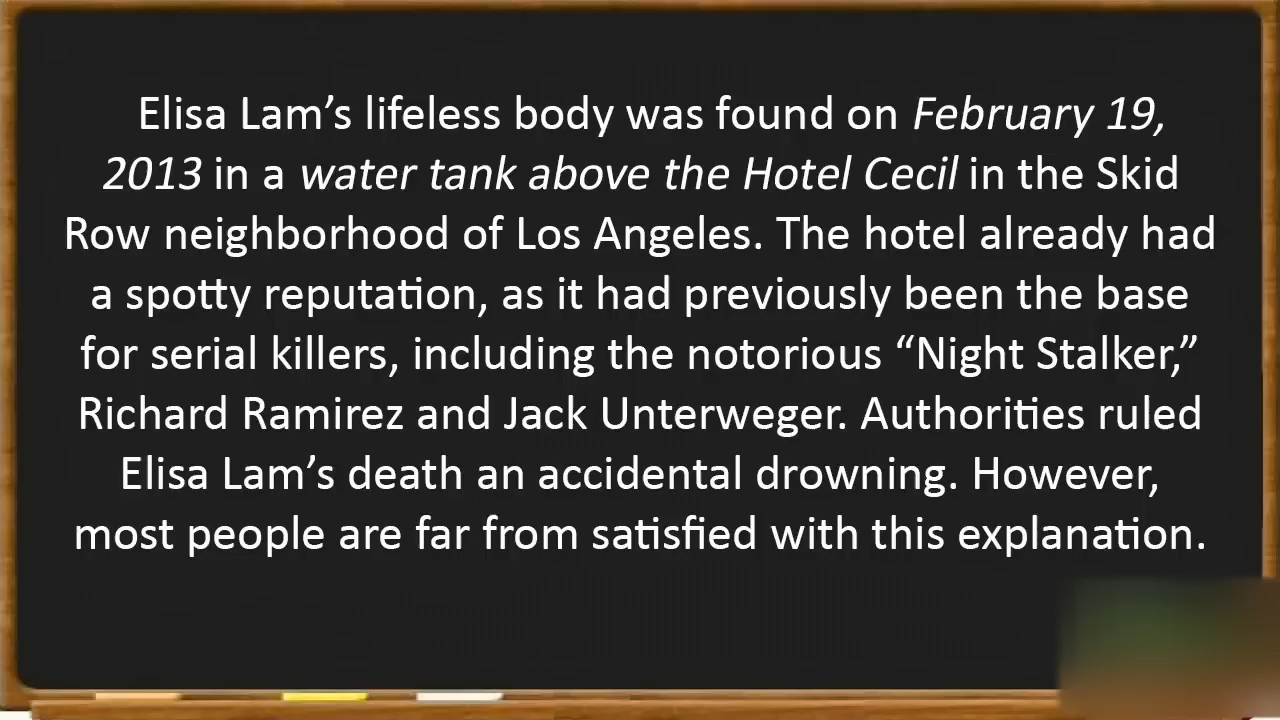 Elisa Lam’s lifeless body was found on February 19,
2013 in a water tank above the Hotel Cecil in the Skid
Row neighborhood of Los Angeles. The hotel already had
a spotty reputation, as it had previously been the base
for serial killers, including the notorious “Night Stalker,”
Richard Ramirez and Jack Unterweger. Authorities ruled
Elisa Lam’s death an accidental drowning. However,
most people are far from satisfied with this explanation.